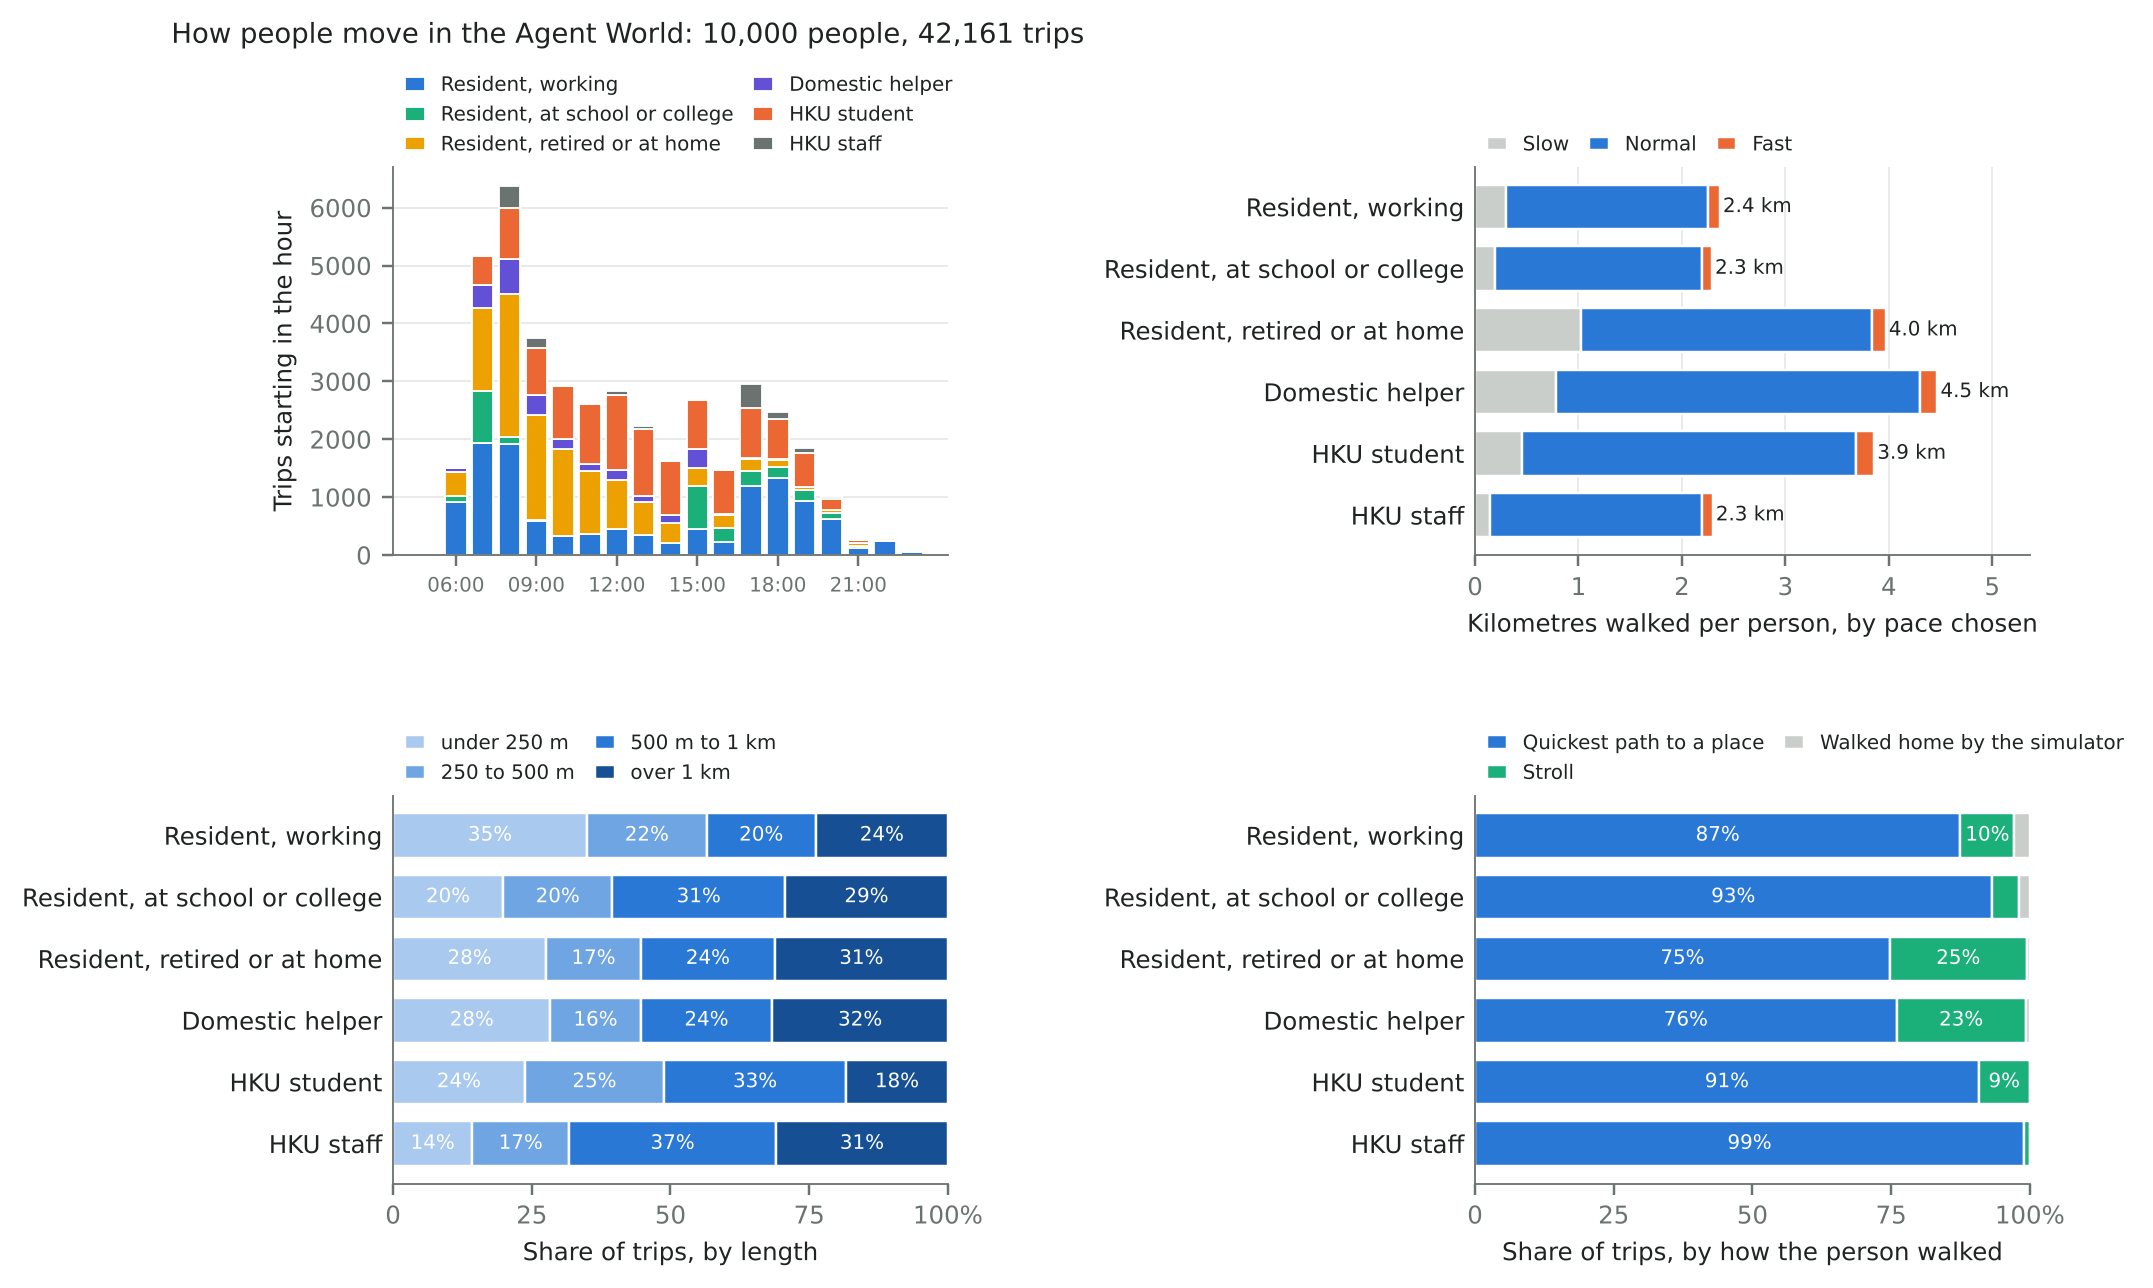 How people move in the Agent World: 10,000 people, 42,161 trips
Resident, working
Resident, at school or college
Resident, retired or at home
Domestic helper
HKU student
HKU staff
Trips starting in the hour
6000
5000
4000
3000
2000
1000
0
06:00 09:00 12:00 15:00 18:00 21:00
Slow Normal Fast
Resident, working 2.4 km
Resident, at school or college 2.3 km
Resident, retired or at home 4.0 km
Domestic helper 4.5 km
HKU student 3.9 km
HKU staff 2.3 km
0 1 2 3 4 5
Kilometres walked per person, by pace chosen
under 250 m
250 to 500 m
500 m to 1 km
over 1 km
Resident, working 35% 22% 20% 24%
Resident, at school or college 20% 20% 31% 29%
Resident, retired or at home 28% 17% 24% 31%
Domestic helper 28% 16% 24% 32%
HKU student 24% 25% 33% 18%
HKU staff 14% 17% 37% 31%
0 25 50 75 100%
Share of trips, by length
Quickest path to a place
Stroll
Walked home by the simulator
Resident, working 87% 10%
Resident, at school or college 93%
Resident, retired or at home 75% 25%
Domestic helper 76% 23%
HKU student 91% 9%
HKU staff 99%
0 25 50 75 100%
Share of trips, by how the person walked